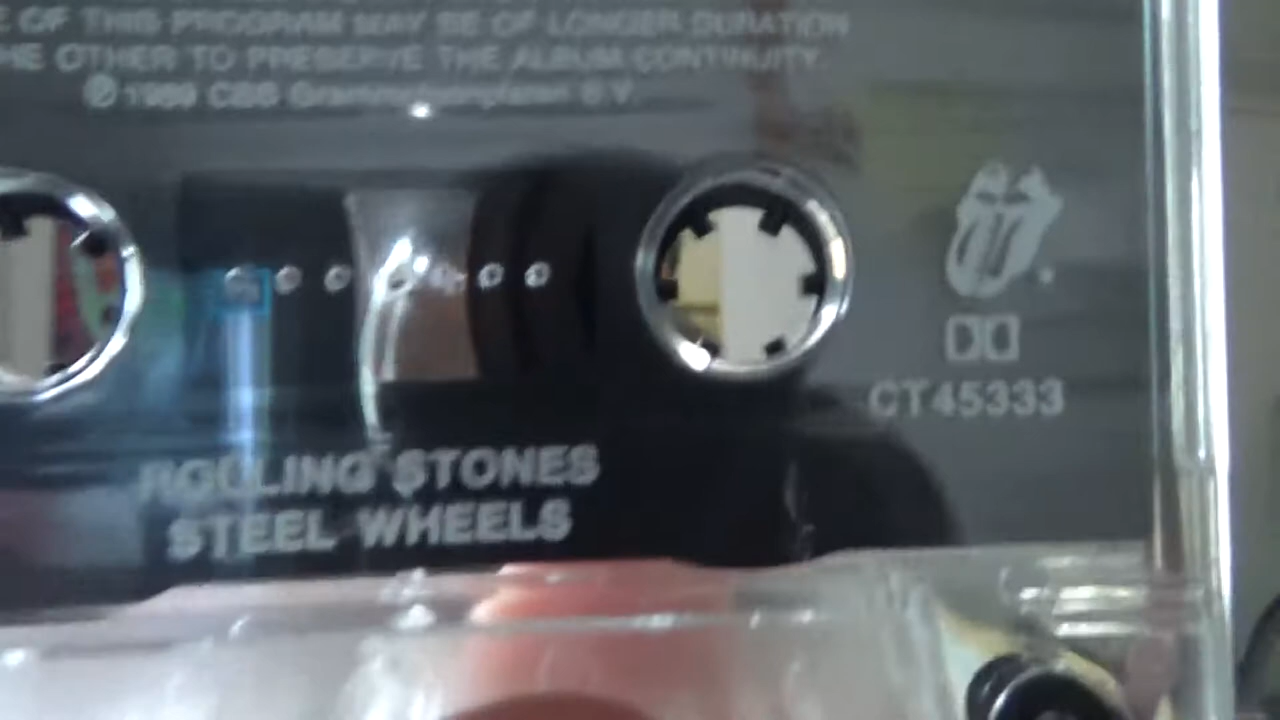 E OF THIS PROGRAM MAY BE OF LONGER DURATION
HE OTHER TO PRESERVE THE ALBUM CONTINUITY.
Ⓟ 1989 CBS Grammofoonplaten B.V.
CT45333
ROLLING STONES
STEEL WHEELS